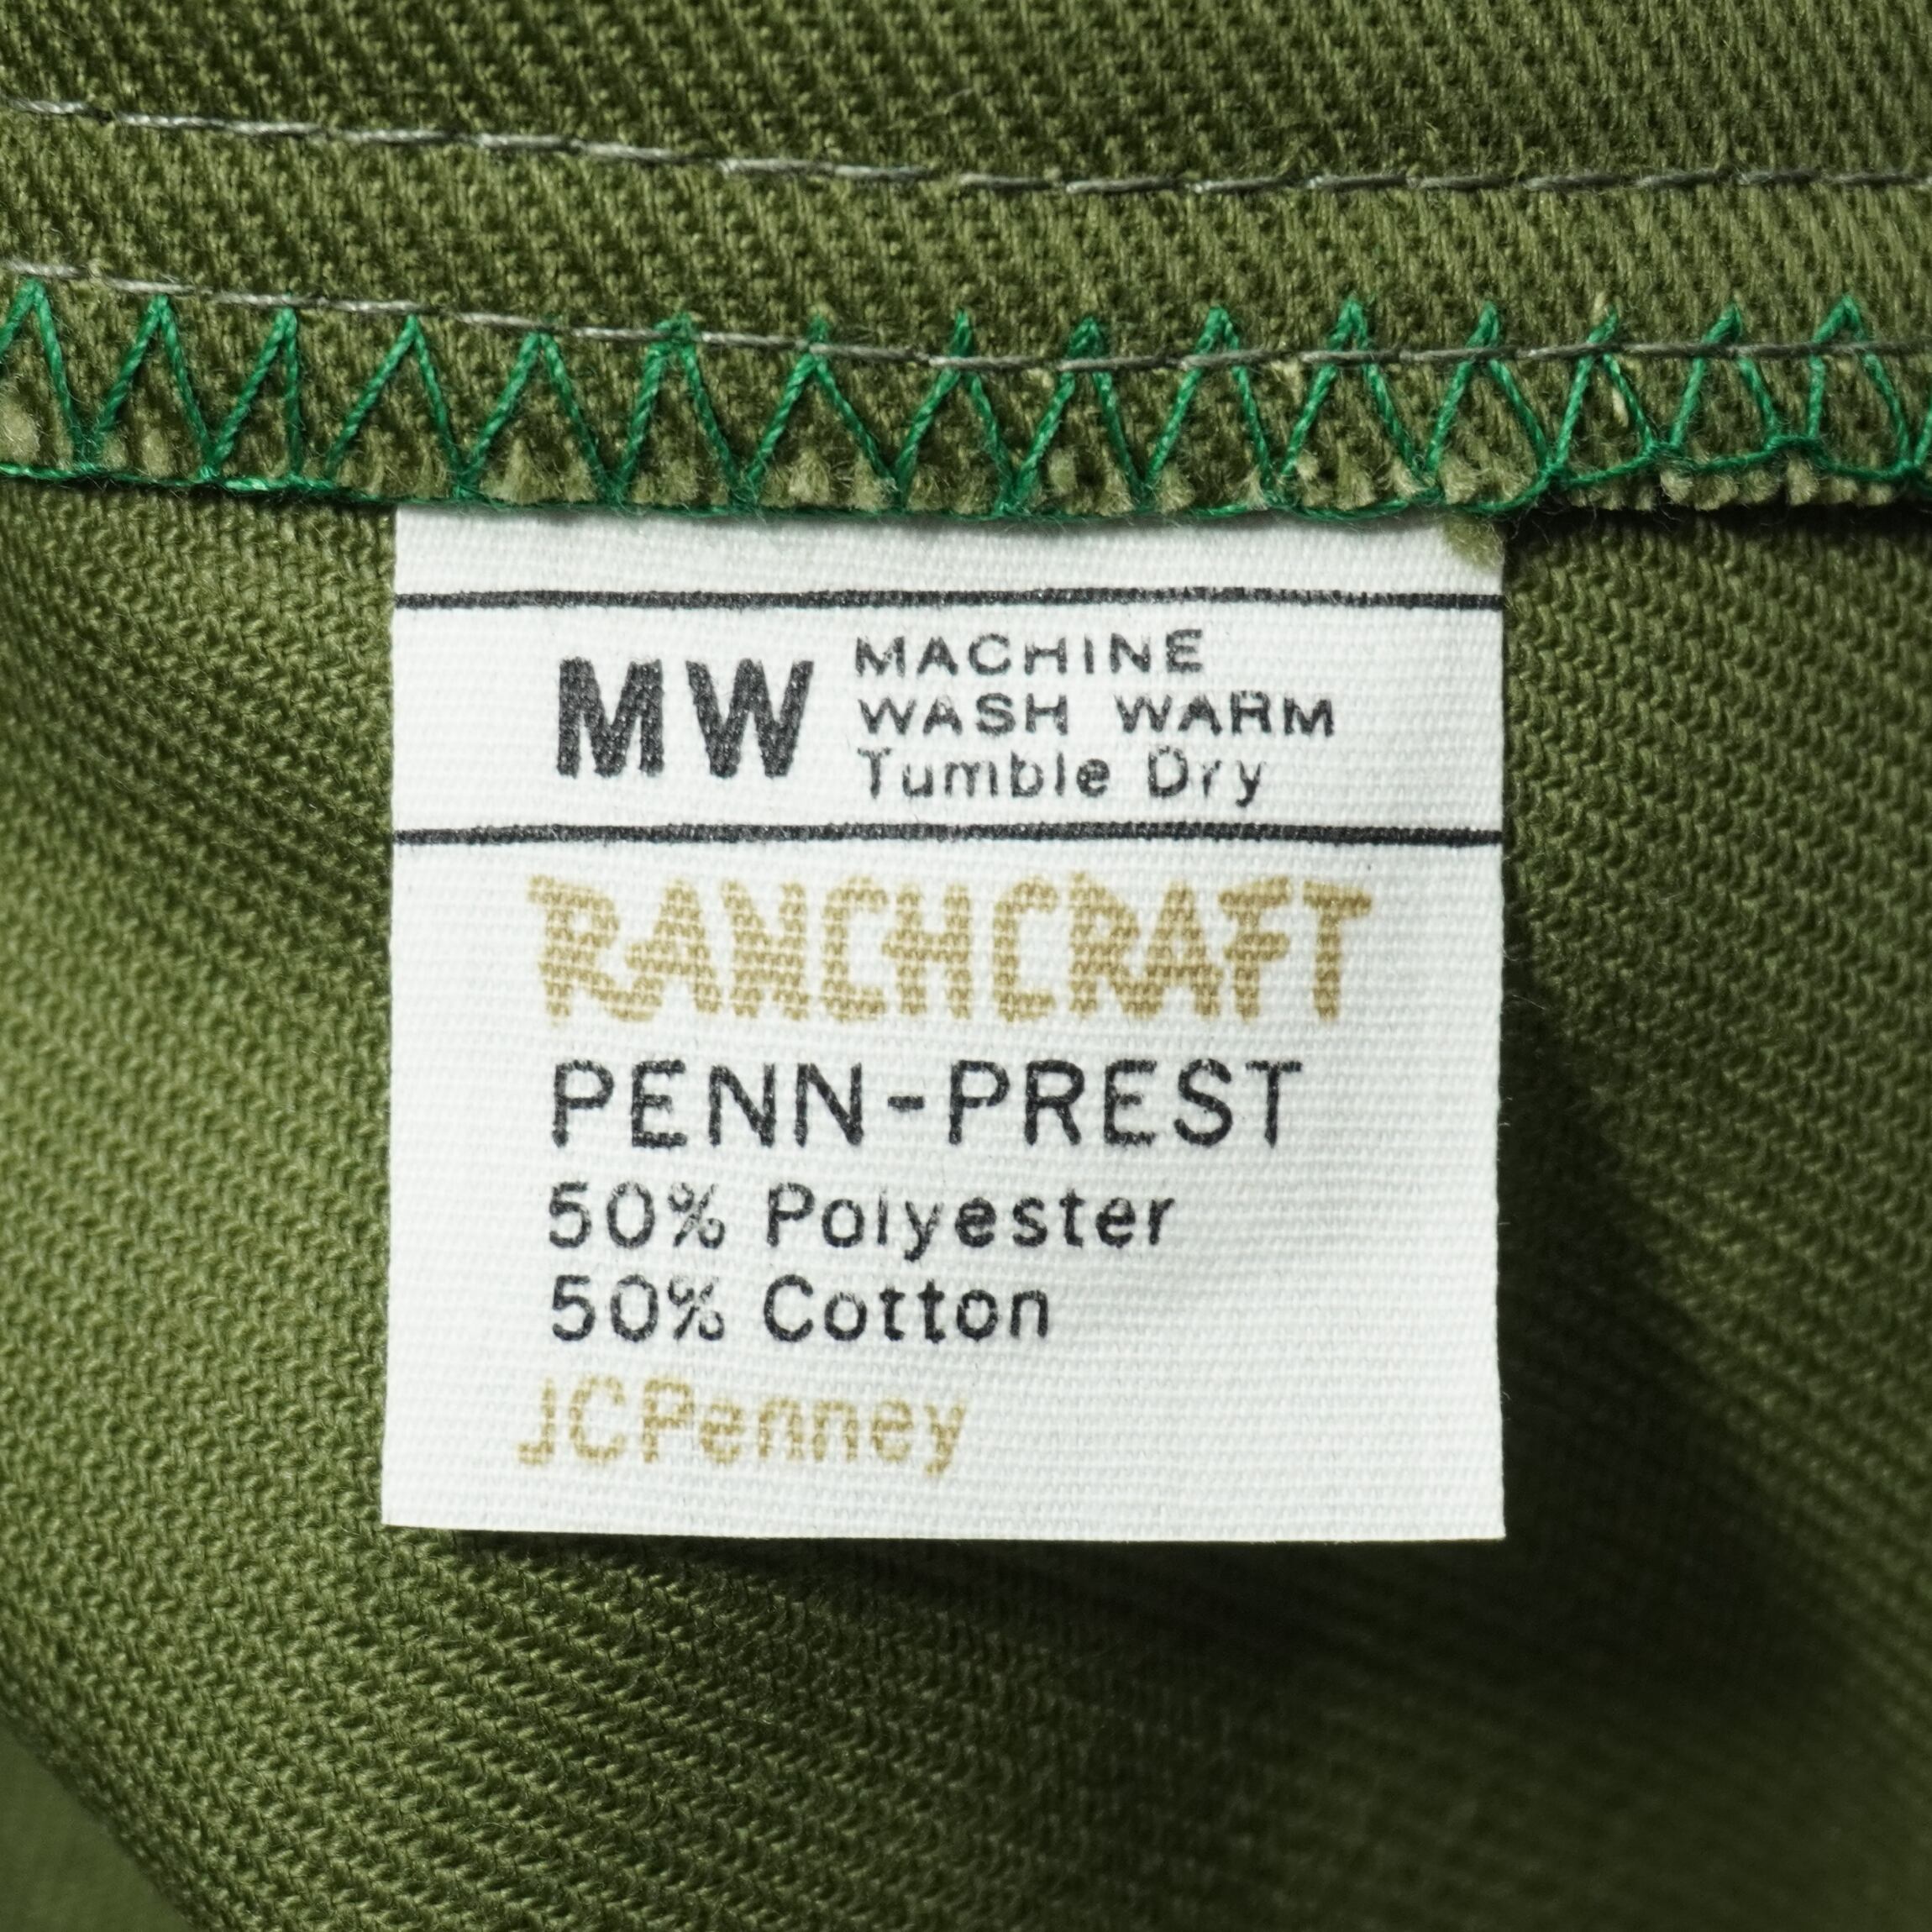 MW MACHINE
WASH WARM
Tumble Dry
RANCHCRAFT
PENN-PREST
50% Polyester
50% Cotton
JCPenney